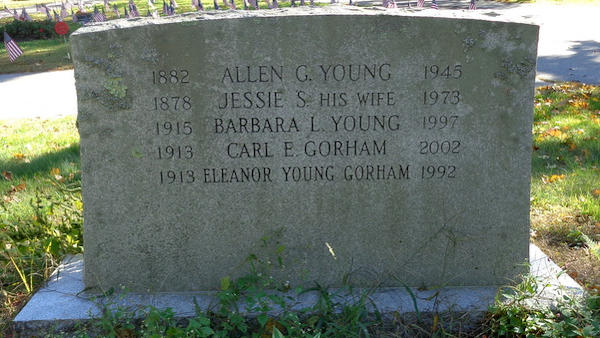 1882 ALLEN G. YOUNG 1945
1878 JESSIE S. HIS WIFE 1973
1915 BARBARA L. YOUNG 1997
1913 CARL E. GORHAM 2002
1913 ELEANOR YOUNG GORHAM 1992